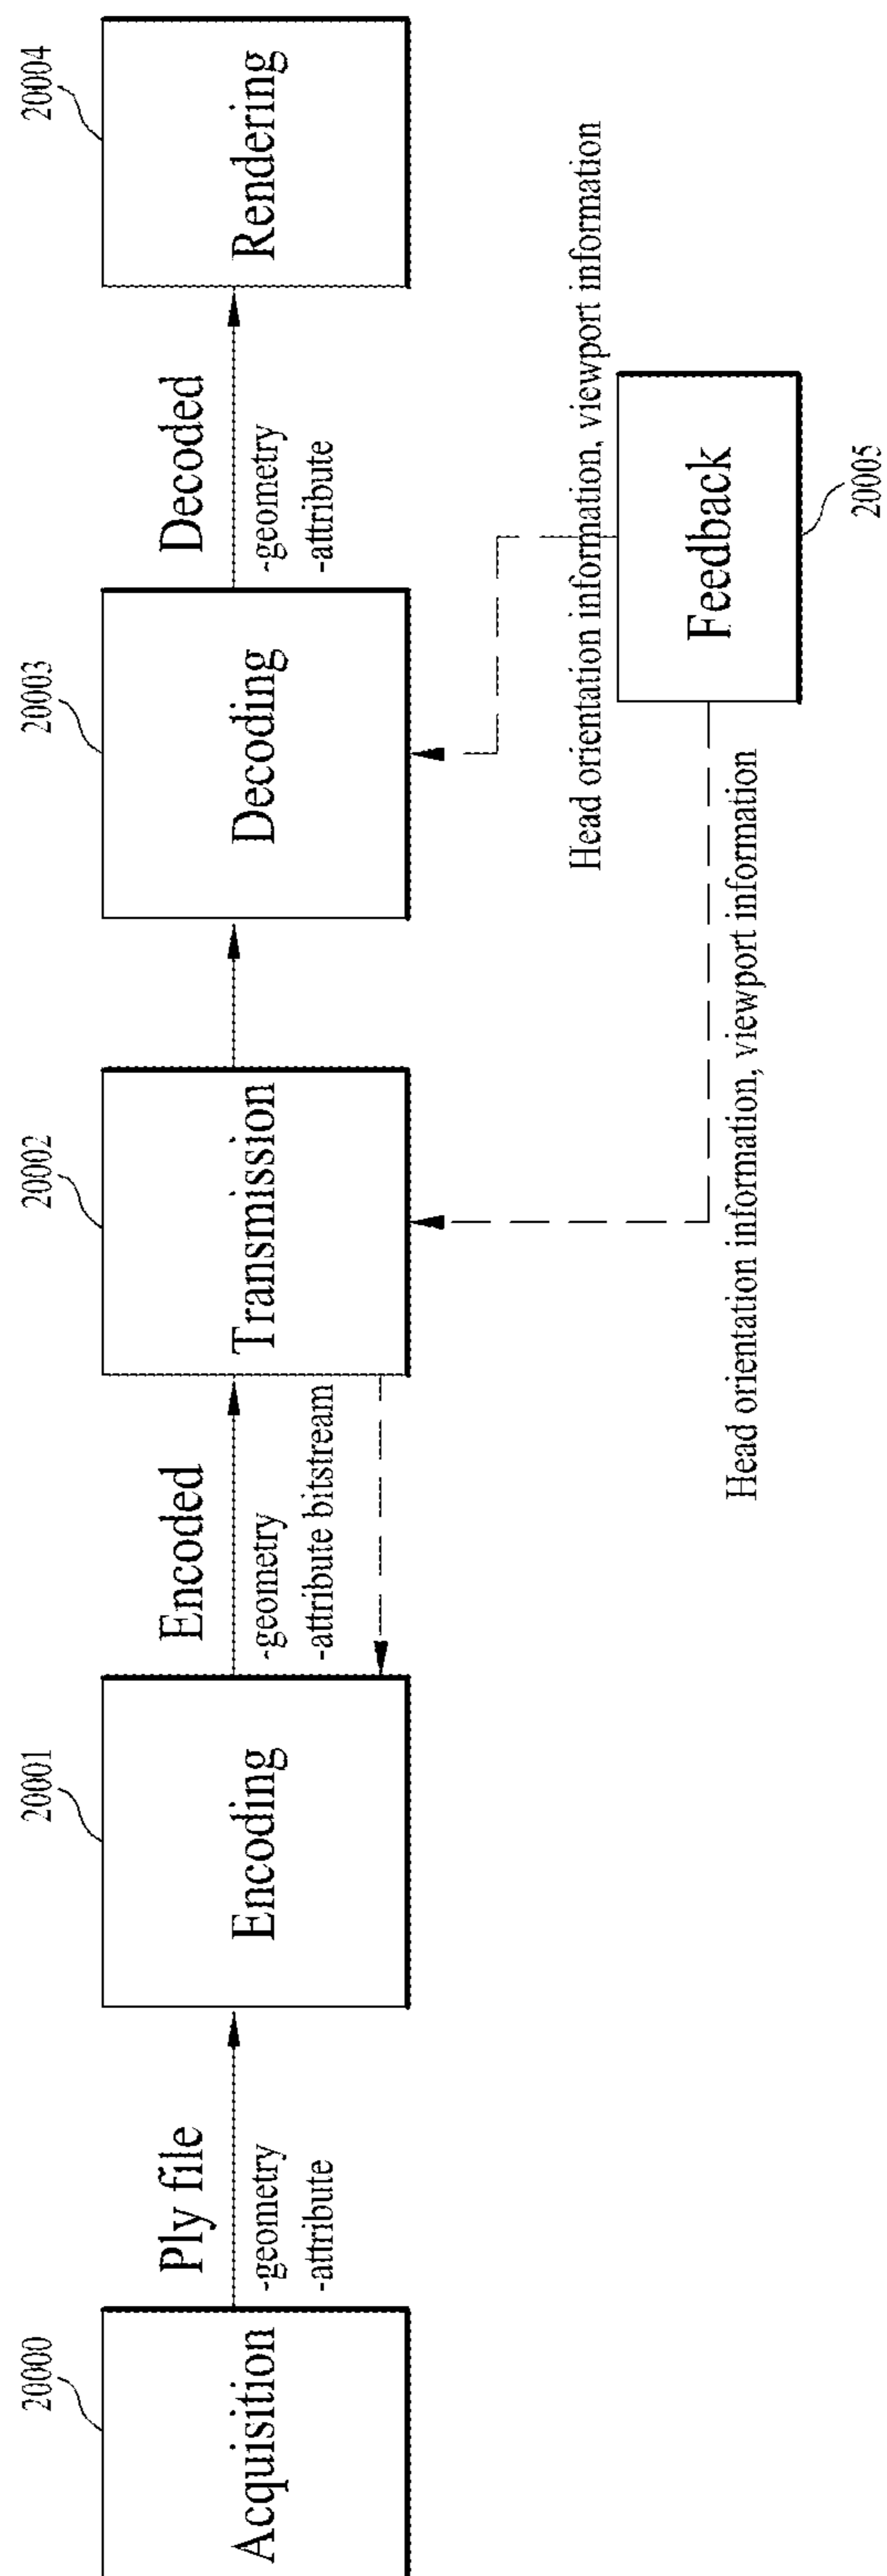 20000
Acquisition
Ply file
-geometry
-attribute
20001
Encoding
Encoded
-geometry
-attribute bitstream
20002
Transmission
20003
Decoding
Decoded
-geometry
-attribute
20004
Rendering
Head orientation information, viewport information
Feedback
20005
Head orientation information, viewport information